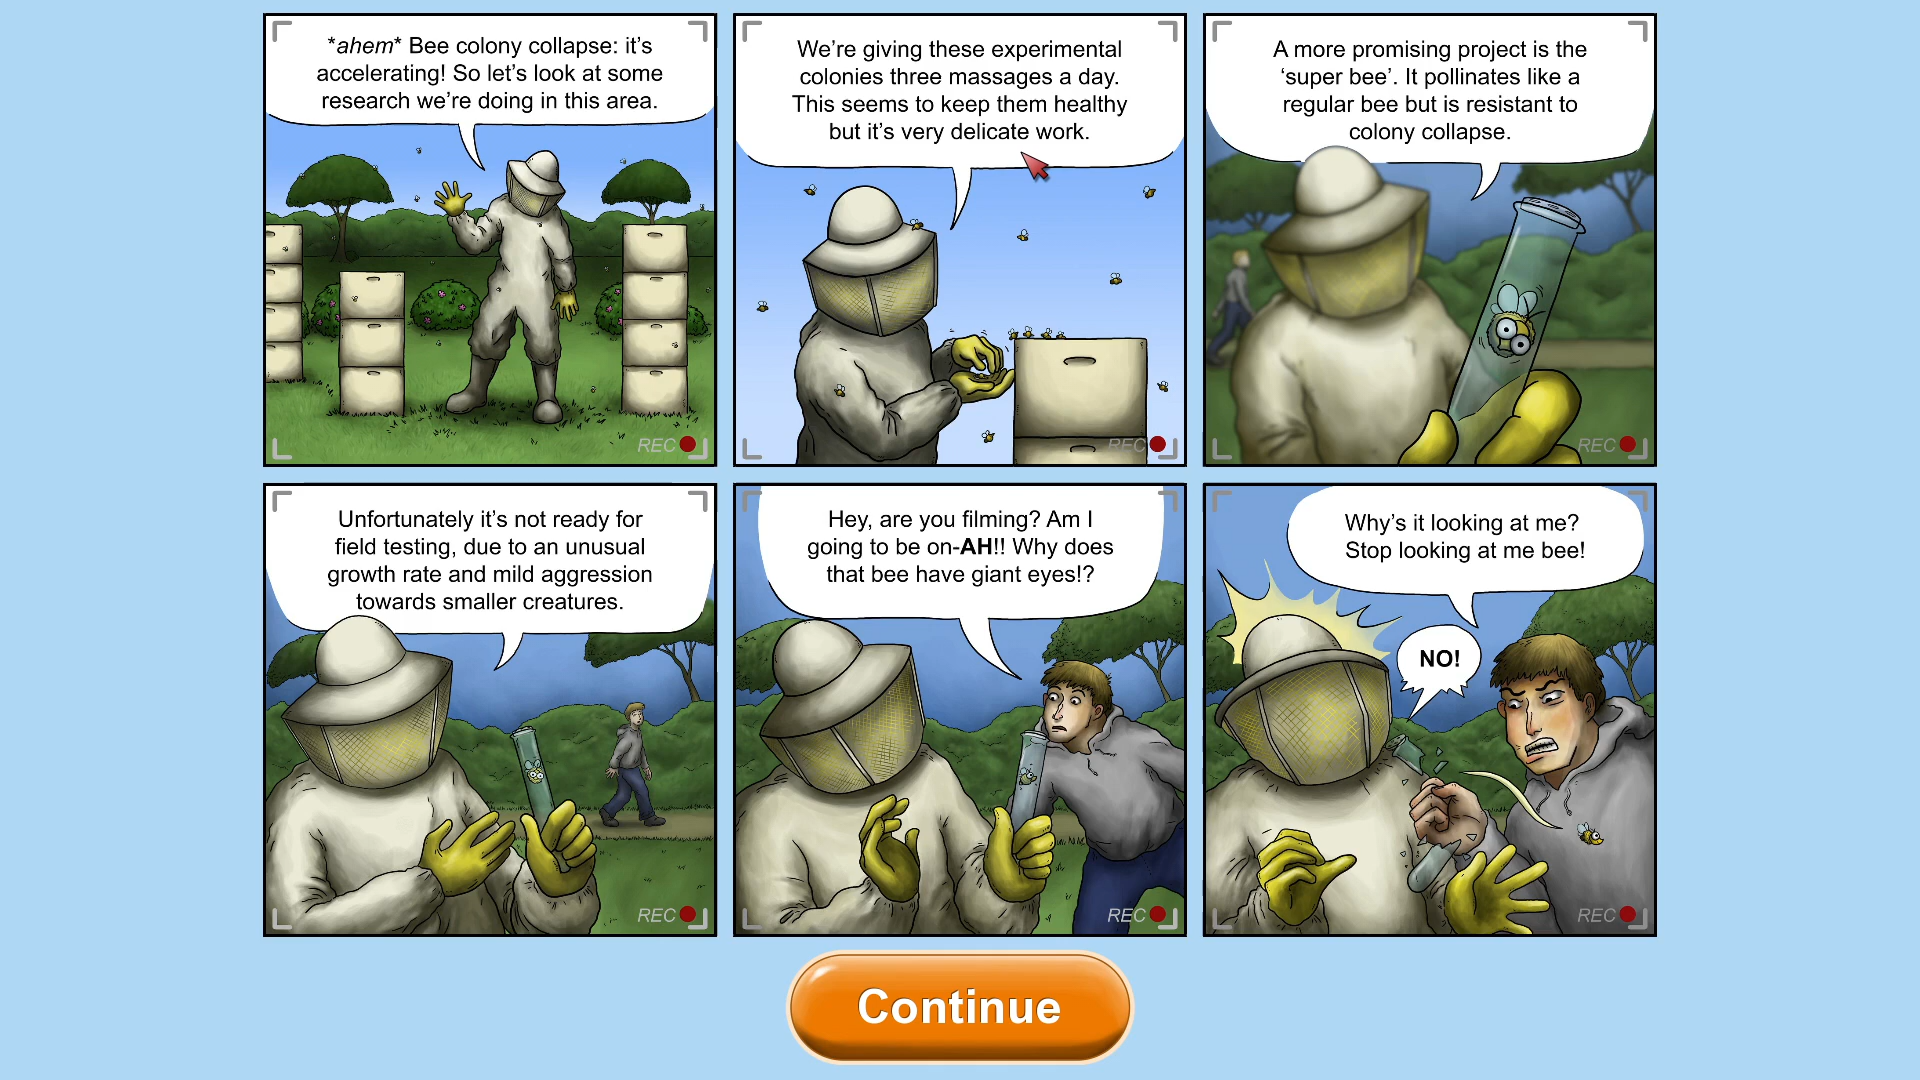 *ahem* Bee colony collapse: it’s
accelerating! So let’s look at some
research we’re doing in this area.
REC
We’re giving these experimental
colonies three massages a day.
This seems to keep them healthy
but it’s very delicate work.
REC
A more promising project is the
‘super bee’. It pollinates like a
regular bee but is resistant to
colony collapse.
REC
Unfortunately it’s not ready for
field testing, due to an unusual
growth rate and mild aggression
towards smaller creatures.
REC
Hey, are you filming? Am I
going to be on-AH!! Why does
that bee have giant eyes!?
REC
Why’s it looking at me?
Stop looking at me bee!
NO!
REC
Continue